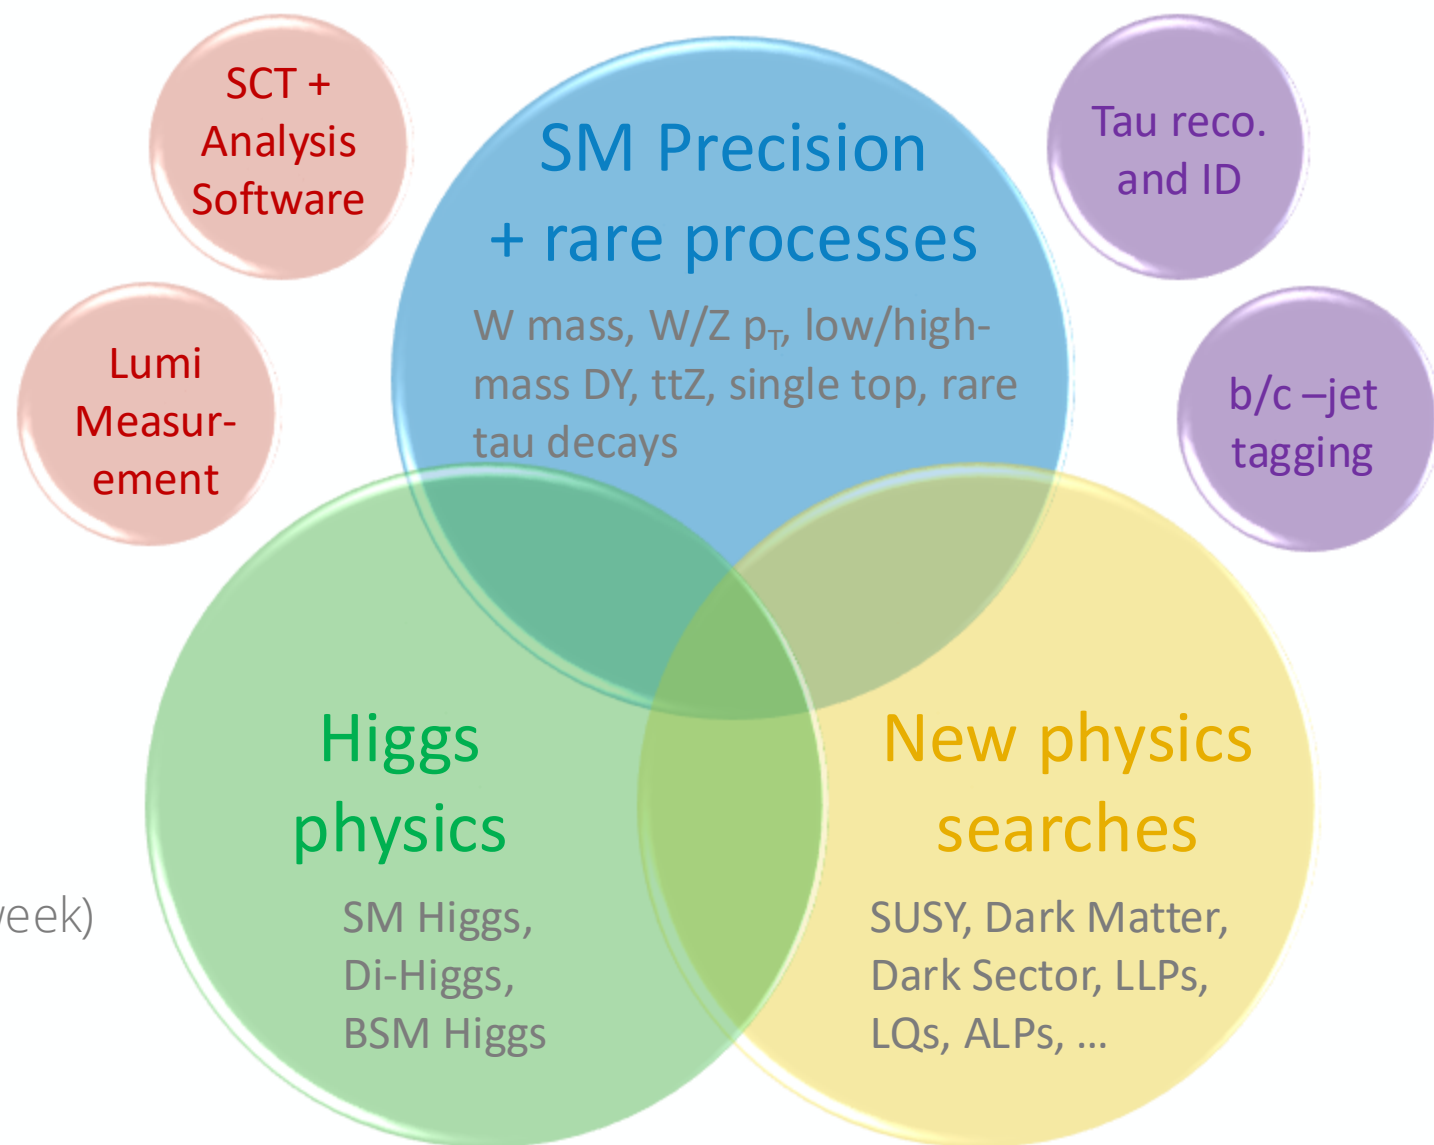 SCT +
Analysis
Software
Lumi
Measur-
ement
SM Precision
+ rare processes
W mass, W/Z pT, low/high-
mass DY, ttZ, single top, rare
tau decays
Tau reco.
and ID
b/c –jet
tagging
Higgs
physics
SM Higgs,
Di-Higgs,
BSM Higgs
New physics
searches
SUSY, Dark Matter,
Dark Sector, LLPs,
LQs, ALPs, ...